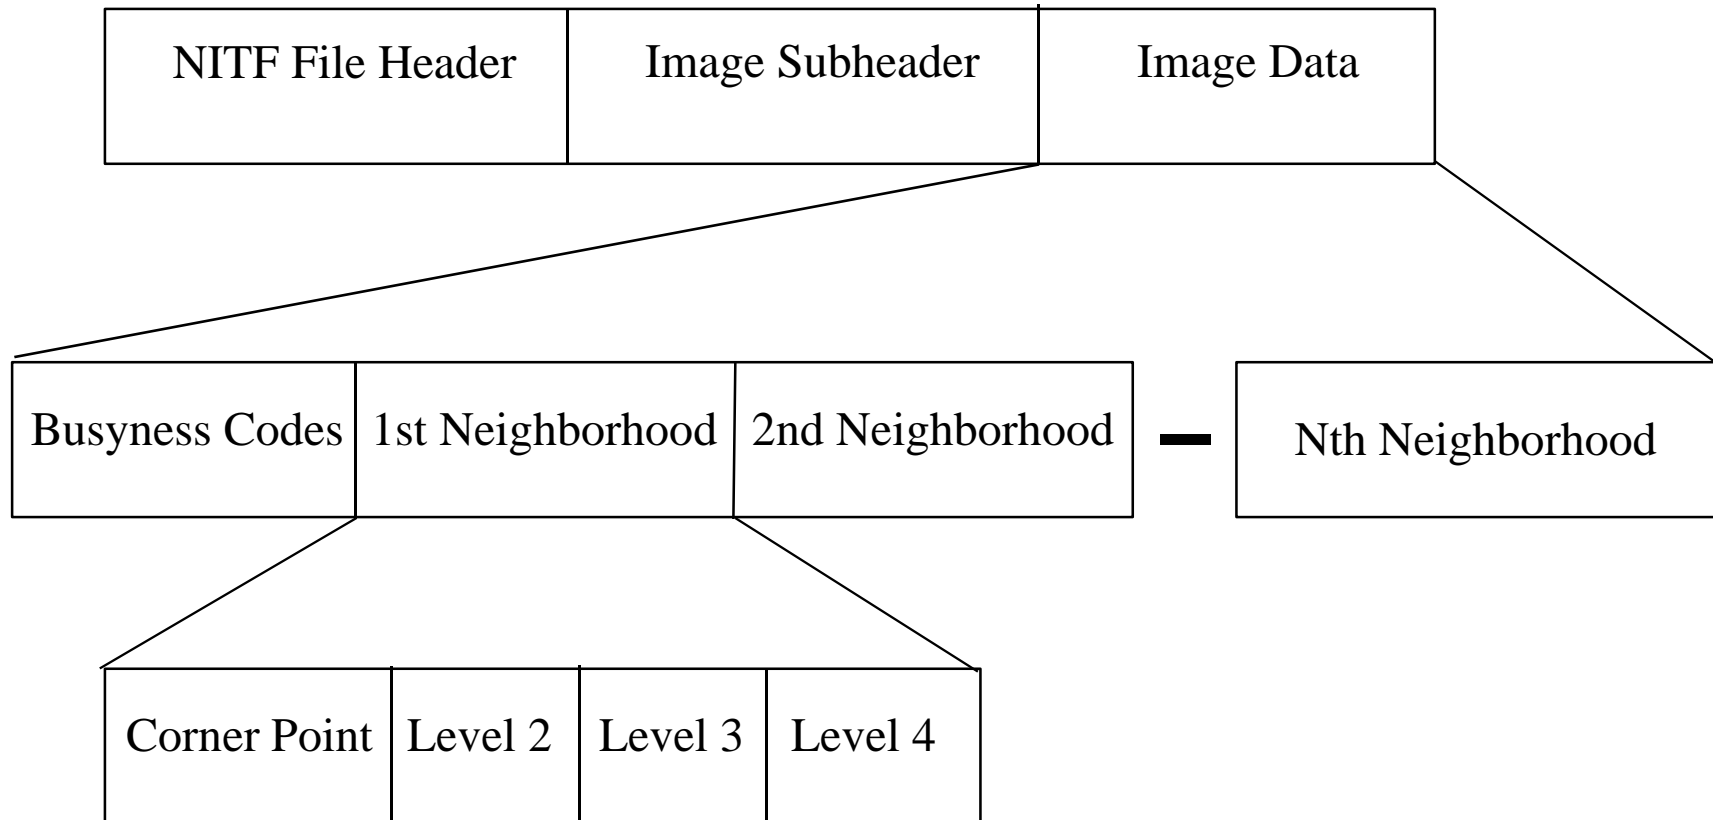 NITF File Header
Image Subheader
Image Data
Busyness Codes
1st Neighborhood
2nd Neighborhood
Nth Neighborhood
Corner Point
Level 2
Level 3
Level 4